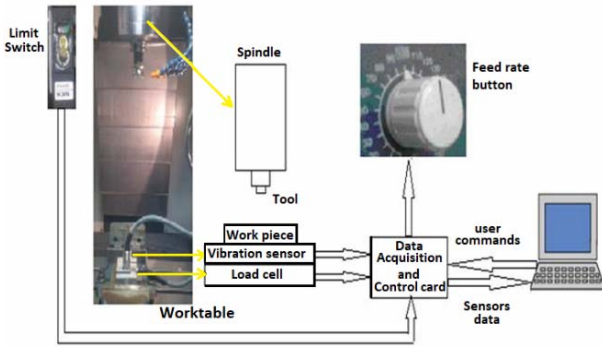 Limit
Switch
Spindle
Tool
Feed rate
button
Work piece
Vibration sensor
Load cell
Worktable
Data
Acquisition
and
Control card
user
commands
Sensors
data